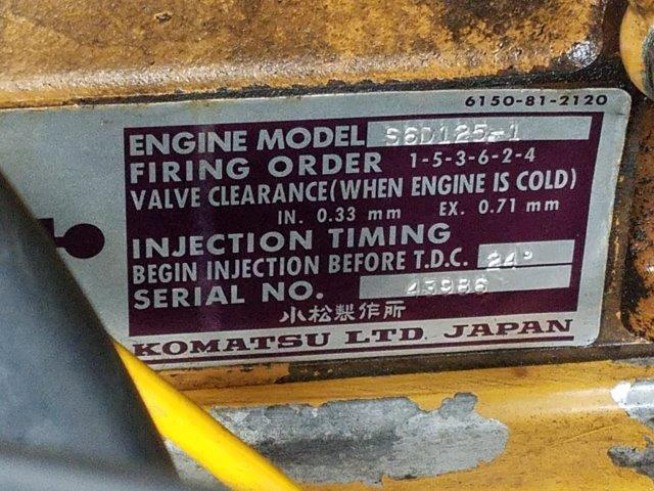 6150-81-2120
ENGINE MODEL S6D125-1
FIRING ORDER 1-5-3-6-2-4
VALVE CLEARANCE(WHEN ENGINE IS COLD)
IN. 0.33 mm EX. 0.71 mm
INJECTION TIMING
BEGIN INJECTION BEFORE T.D.C. 24°
SERIAL NO. 43986
小松製作所
KOMATSU LTD. JAPAN